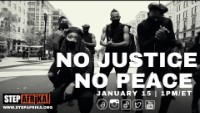 NO JUSTICE
NO PEACE
JANUARY 15 | 1PM/ET
STEP AFRIKA!
WWW.STEPAFRIKA.ORG